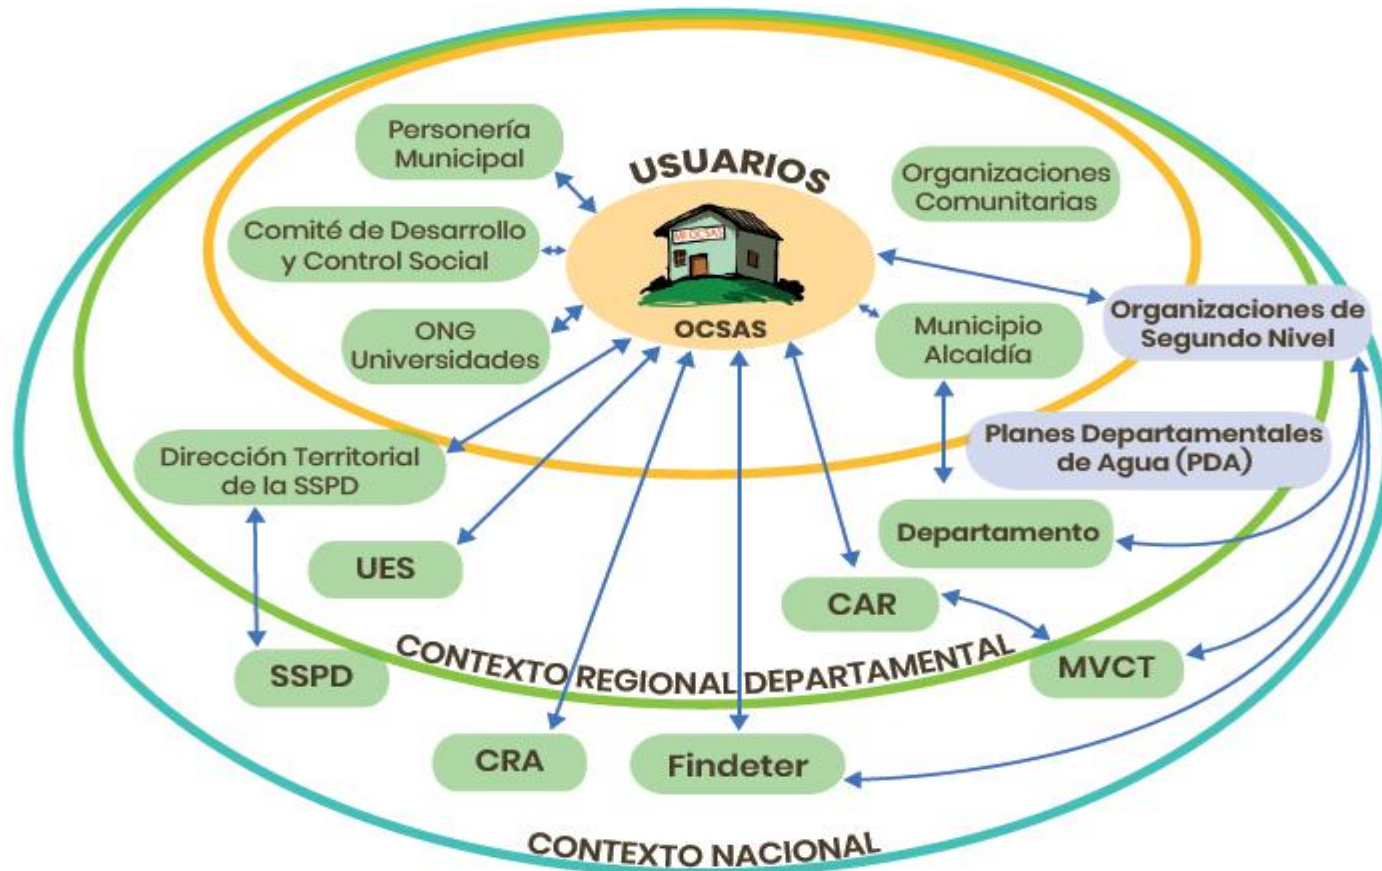 Personería
Municipal
USUARIOS
Organizaciones
Comunitarias
Comité de Desarrollo
y Control Social
OCSAS
ONG
Universidades
Municipio
Alcaldía
Organizaciones de
Segundo Nivel
Dirección Territorial
de la SSPD
Planes Departamentales
de Agua (PDA)
UES
Departamento
CAR
CONTEXTO REGIONAL DEPARTAMENTAL
SSPD
MVCT
CRA
Findeter
CONTEXTO NACIONAL